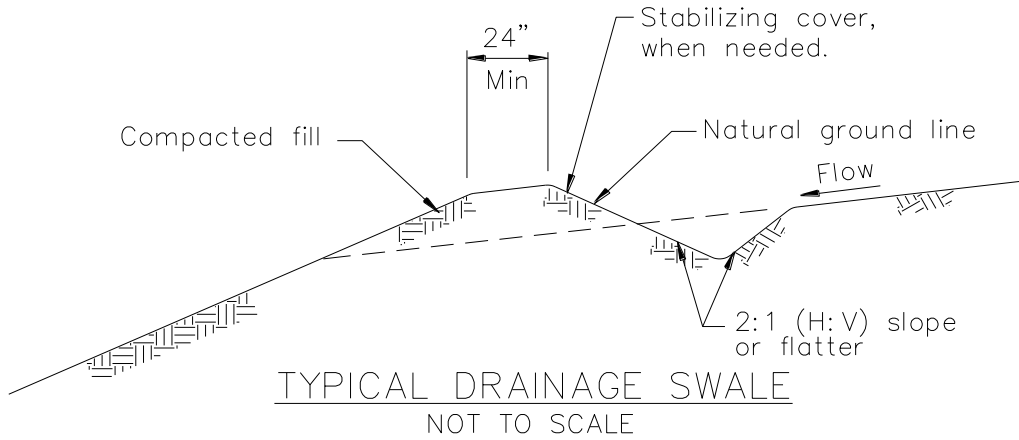 Stabilizing cover,
when needed.
24”
Min
Compacted fill
Natural ground line
Flow
2:1 (H:V) slope
or flatter
TYPICAL DRAINAGE SWALE
NOT TO SCALE